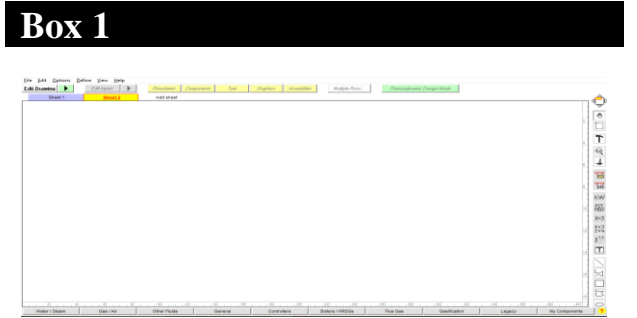 Box 1
File Edit Options Define View Help
Edit Drawing Edit Inputs Flowsheet Components Text Graphics Assemblies Multiple Runs Thermodynamic Design Mode
Sheet 1 Sheet 2 Add sheet
Water / Steam Gas / Air Other Fluids General Controllers Boilers / HRSGs Flue Gas Gasification Legacy My Components ?